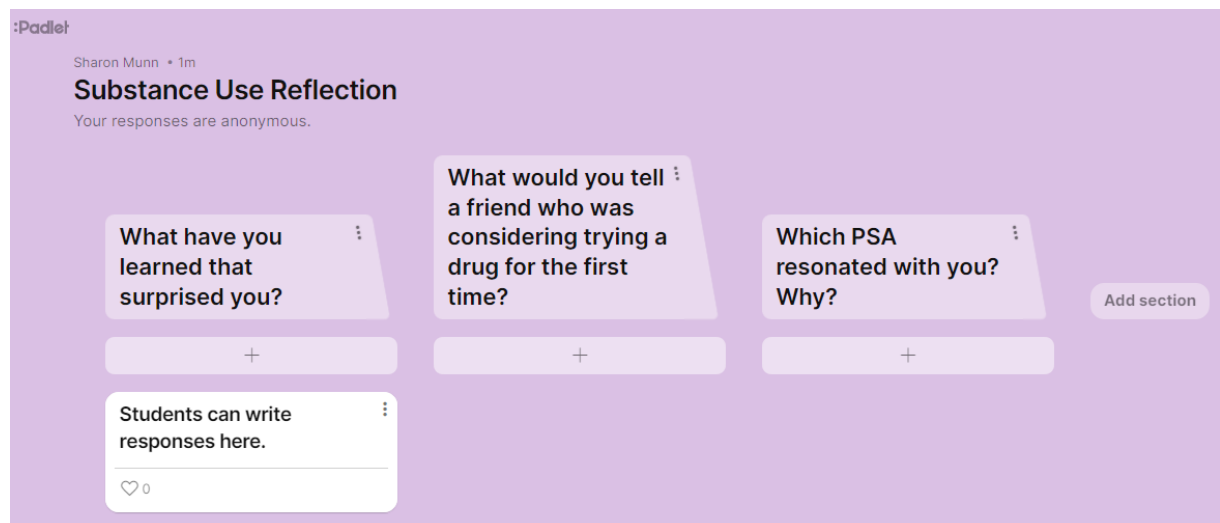 :Padlet
Sharon Munn • 1m
Substance Use Reflection
Your responses are anonymous.
What have you
learned that
surprised you?
What would you tell
a friend who was
considering trying a
drug for the first
time?
Which PSA
resonated with you?
Why?
Add section
Students can write
responses here.
0